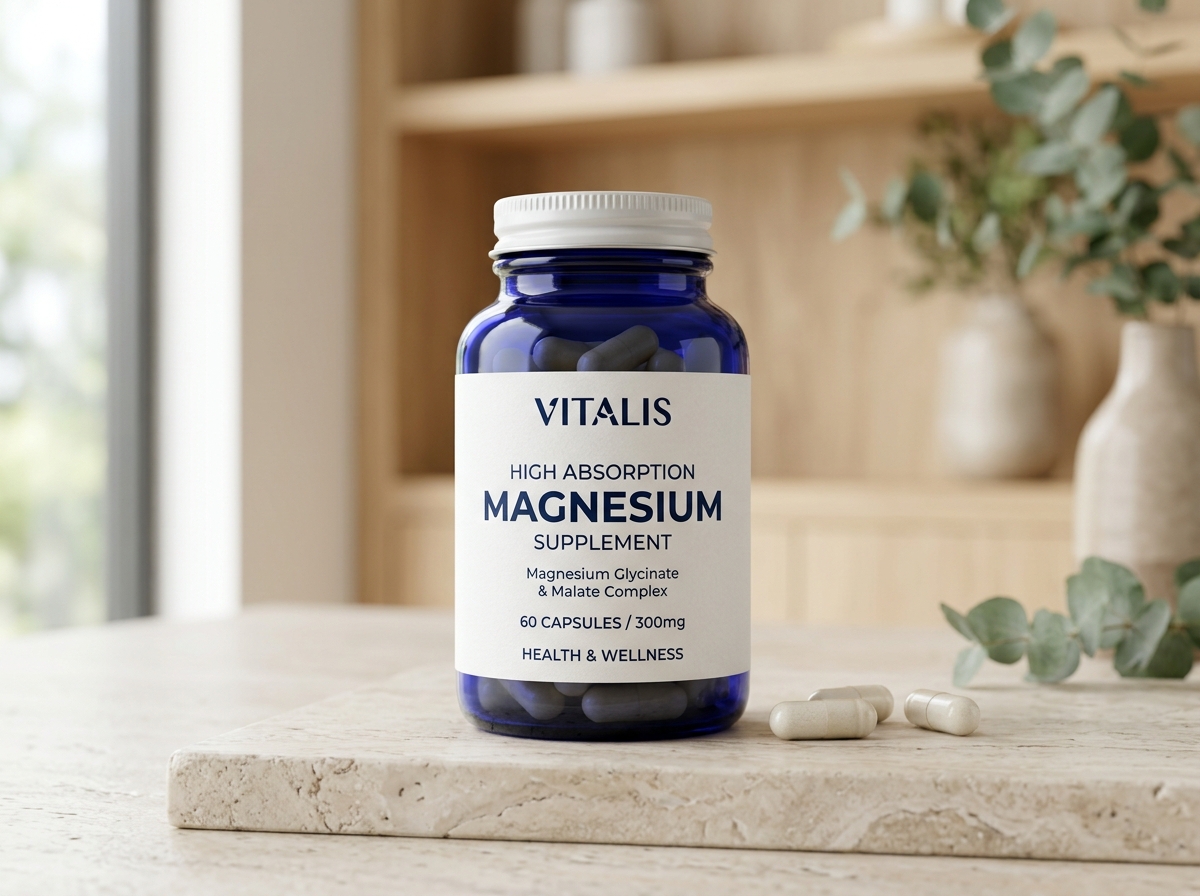 VITALIS
HIGH ABSORPTION
MAGNESIUM
SUPPLEMENT
Magnesium Glycinate
& Malate Complex
60 CAPSULES / 300mg
HEALTH & WELLNESS